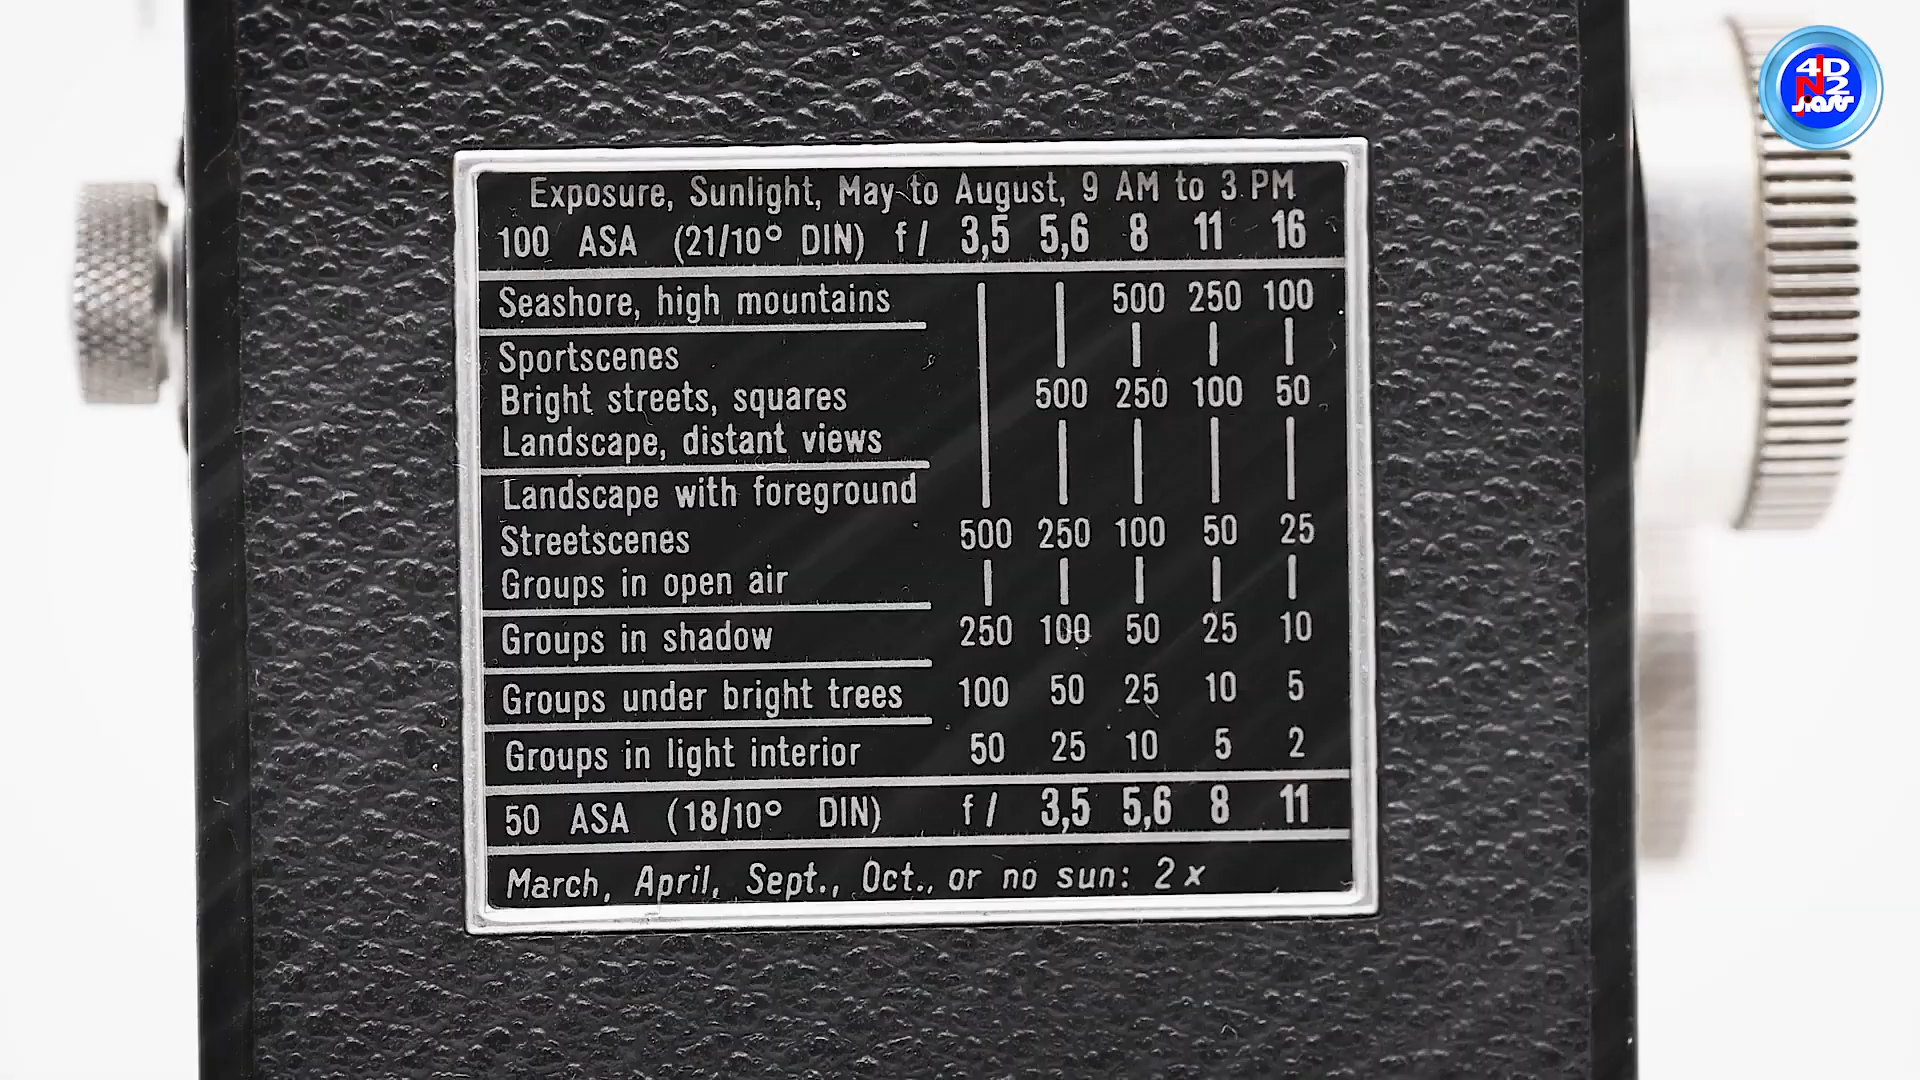 Exposure, Sunlight, May to August, 9 AM to 3 PM
100 ASA (21/10° DIN) f/ 3,5 5,6 8 11 16
Seashore, high mountains 500 250 100
Sportscenes
Bright streets, squares 500 250 100 50
Landscape, distant views
Landscape with foreground
Streetscenes 500 250 100 50 25
Groups in open air
Groups in shadow 250 100 50 25 10
Groups under bright trees 100 50 25 10 5
Groups in light interior 50 25 10 5 2
50 ASA (18/10° DIN) f/ 3,5 5,6 8 11
March, April, Sept., Oct., or no sun: 2 x
4D
N2